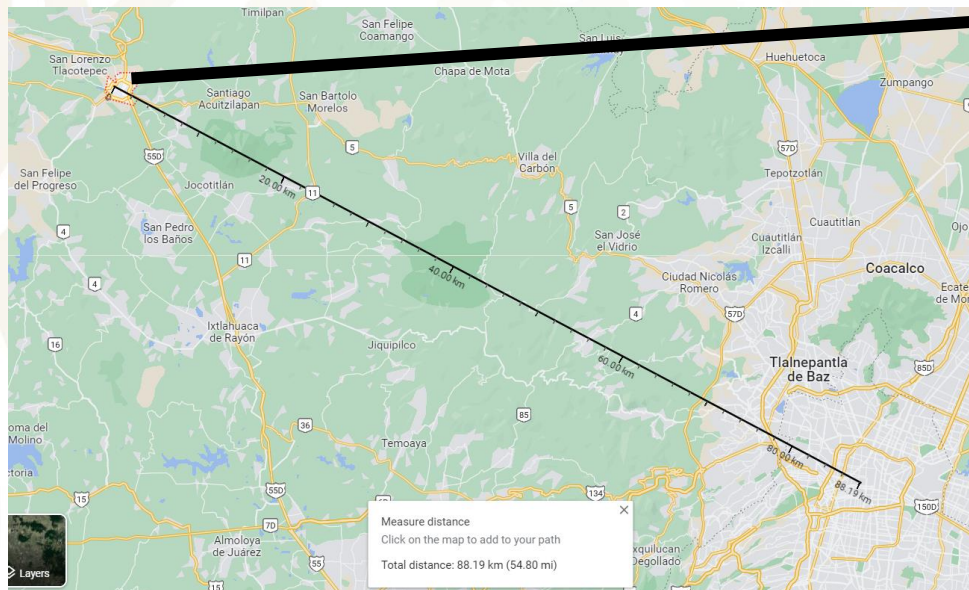 Timilpan
San Felipe
Coamango
San Luis
Huehuetoca
San Lorenzo
Tlacotepec
Chapa de Mota
Zumpango
Santiago
Acuitzilapan
San Bartolo
Morelos
5
57D
55D
Villa del
Carbón
Tepotzotlán
San Felipe
del Progreso
Jocotitlán
20.00 km
11
5
2
Cuautitlan
San Pedro
los Baños
4
San José
el Vidrio
Cuautitlán
Izcalli
11
40.00 km
Coacalco
4
Ciudad Nicolás
Romero
4
57D
Ixtlahuaca
de Rayón
16
Jiquipilco
60.00 km
Tlalnepantla
de Baz
85D
85
36
oma del
Molino
Temoaya
80.00 km
ctoria
88.19 km
15
55D
134
150D
7D
Measure distance
Click on the map to add to your path
Total distance: 88.19 km (54.80 mi)
Almoloya
de Juárez
55
xquilucan
Degollado
Layers
15